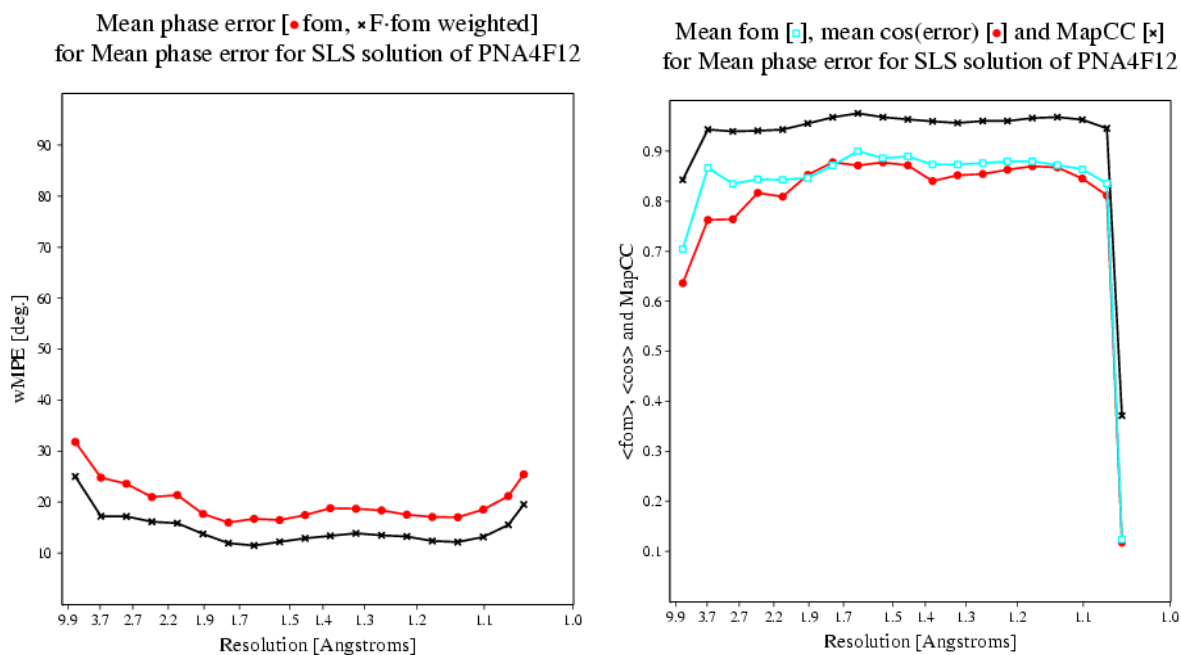 Mean phase error [●fom, ×F·fom weighted]
for Mean phase error for SLS solution of PNA4F12
wMPE [deg.]
90
80
70
60
50
40
30
20
10
9.9 3.7 2.7 2.2 1.9 1.7 1.5 1.4 1.3 1.2 1.1 1.0
Resolution [Angstroms]
Mean fom [□], mean cos(error) [●] and MapCC [×]
for Mean phase error for SLS solution of PNA4F12
<fom>, <cos> and MapCC
0.9
0.8
0.7
0.6
0.5
0.4
0.3
0.2
0.1
9.9 3.7 2.7 2.2 1.9 1.7 1.5 1.4 1.3 1.2 1.1 1.0
Resolution [Angstroms]